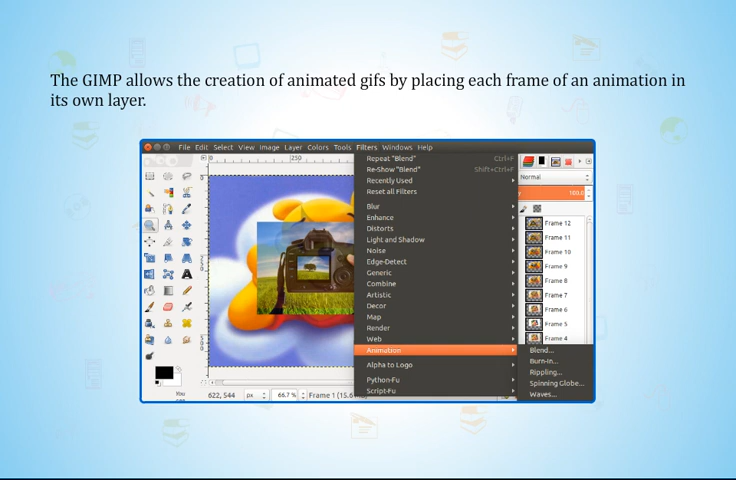 The GIMP allows the creation of animated gifs by placing each frame of an animation in
its own layer.
File Edit Select View Image Layer Colors Tools Filters Windows Help
0 250
Repeat "Blend" Ctrl+F
Re-Show "Blend" Shift+Ctrl+F
Recently Used
Reset all Filters
Blur
Enhance
Distorts
Light and Shadow
Noise
Edge-Detect
Generic
Combine
Artistic
Decor
Map
Render
Web
Animation
Alpha to Logo
Python-Fu
Script-Fu
Normal
100.0
Frame 12
Frame 11
Frame 10
Frame 9
Frame 8
Frame 7
Frame 6
Frame 5
Frame 4
Blend...
Burn-In...
Rippling...
Spinning Globe...
Waves...
You
can
622, 544 px 66.7 % Frame 1 (15.6